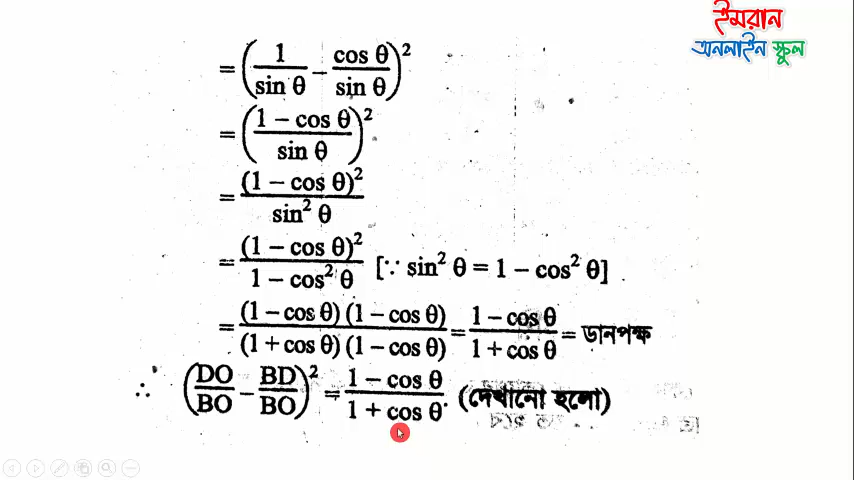 ইমরান
অনলাইন স্কুল
= (1/sin θ − cos θ/sin θ)²
= ((1 − cos θ)/sin θ)²
= (1 − cos θ)²/sin² θ
= (1 − cos θ)²/1 − cos² θ [∵ sin² θ = 1 − cos² θ]
= (1 − cos θ) (1 − cos θ)/(1 + cos θ) (1 − cos θ) = 1 − cos θ/1 + cos θ = ডানপক্ষ
∴ (DO/BO − BD/BO)² = 1 − cos θ/1 + cos θ. (দেখানো হলো)